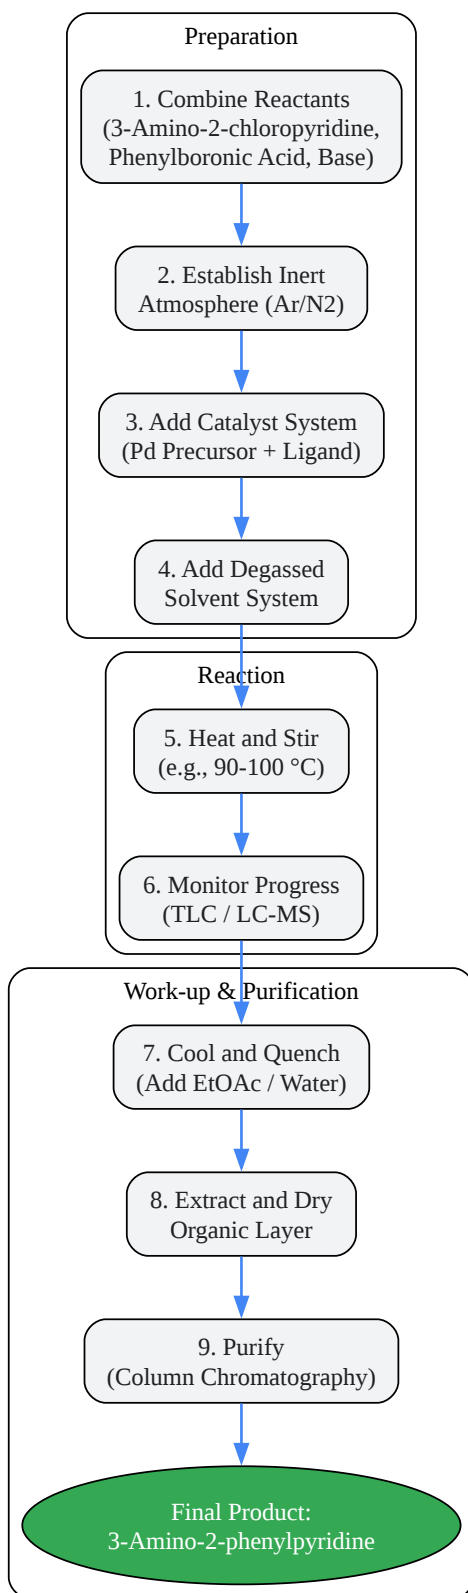 Preparation
1. Combine Reactants
(3-Amino-2-chloropyridine,
Phenylboronic Acid, Base)
2. Establish Inert
Atmosphere (Ar/N2)
3. Add Catalyst System
(Pd Precursor + Ligand)
4. Add Degassed
Solvent System
Reaction
5. Heat and Stir
(e.g., 90-100 °C)
6. Monitor Progress
(TLC / LC-MS)
Work-up & Purification
7. Cool and Quench
(Add EtOAc / Water)
8. Extract and Dry
Organic Layer
9. Purify
(Column Chromatography)
Final Product:
3-Amino-2-phenylpyridine